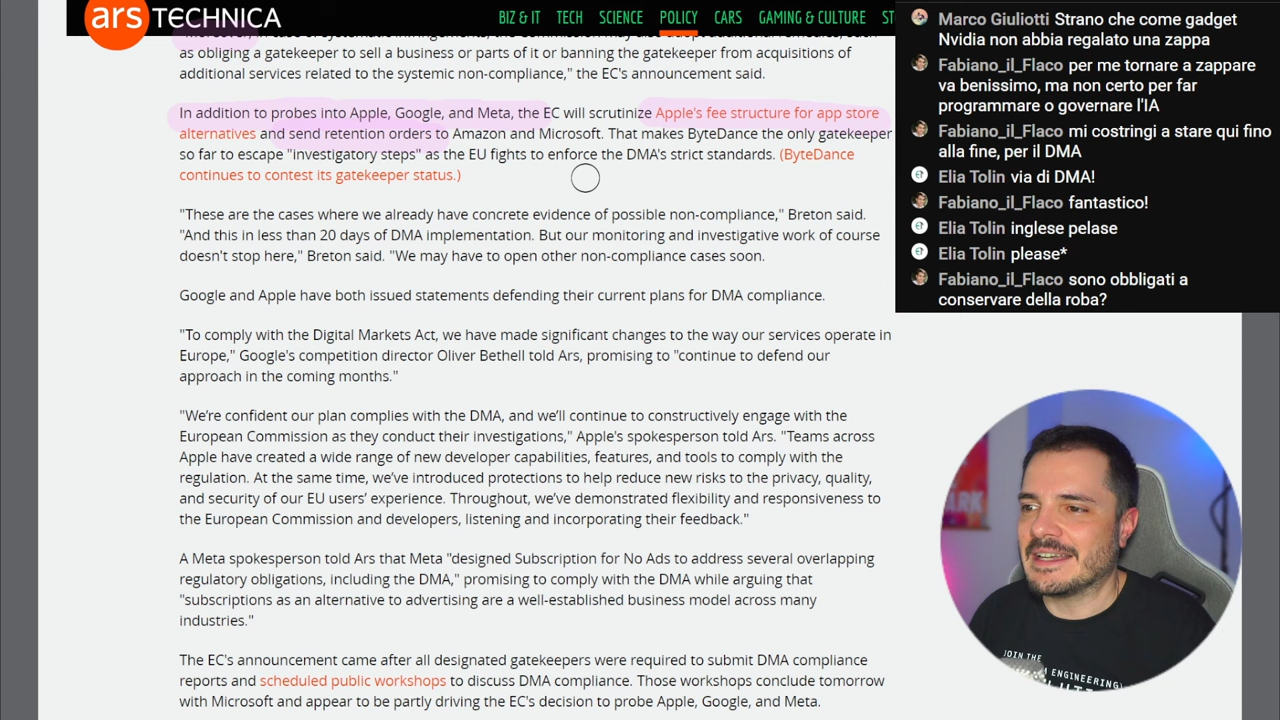 ars TECHNICA
BIZ & IT TECH SCIENCE POLICY CARS GAMING & CULTURE ST
as obliging a gatekeeper to sell a business or parts of it or banning the gatekeeper from acquisitions of
additional services related to the systemic non-compliance," the EC's announcement said.
In addition to probes into Apple, Google, and Meta, the EC will scrutinize Apple's fee structure for app store
alternatives and send retention orders to Amazon and Microsoft. That makes ByteDance the only gatekeeper
so far to escape "investigatory steps" as the EU fights to enforce the DMA's strict standards. (ByteDance
continues to contest its gatekeeper status.)
"These are the cases where we already have concrete evidence of possible non-compliance," Breton said.
"And this in less than 20 days of DMA implementation. But our monitoring and investigative work of course
doesn't stop here," Breton said. "We may have to open other non-compliance cases soon.
Google and Apple have both issued statements defending their current plans for DMA compliance.
"To comply with the Digital Markets Act, we have made significant changes to the way our services operate in
Europe," Google's competition director Oliver Bethell told Ars, promising to "continue to defend our
approach in the coming months."
"We're confident our plan complies with the DMA, and we'll continue to constructively engage with the
European Commission as they conduct their investigations," Apple's spokesperson told Ars. "Teams across
Apple have created a wide range of new developer capabilities, features, and tools to comply with the
regulation. At the same time, we've introduced protections to help reduce new risks to the privacy, quality,
and security of our EU users' experience. Throughout, we've demonstrated flexibility and responsiveness to
the European Commission and developers, listening and incorporating their feedback."
A Meta spokesperson told Ars that Meta "designed Subscription for No Ads to address several overlapping
regulatory obligations, including the DMA," promising to comply with the DMA while arguing that
"subscriptions as an alternative to advertising are a well-established business model across many
industries."
The EC's announcement came after all designated gatekeepers were required to submit DMA compliance
reports and scheduled public workshops to discuss DMA compliance. Those workshops conclude tomorrow
with Microsoft and appear to be partly driving the EC's decision to probe Apple, Google, and Meta.
Marco Giuliotti Strano che come gadget
Nvidia non abbia regalato una zappa
Fabiano_il_Flaco per me tornare a zappare
va benissimo, ma non certo per far
programmare o governare l'IA
Fabiano_il_Flaco mi costringi a stare qui fino
alla fine, per il DMA
Elia Tolin via di DMA!
Fabiano_il_Flaco fantastico!
Elia Tolin inglese pelase
Elia Tolin please*
Fabiano_il_Flaco sono obbligati a
conservare della roba?
JOIN THE
ENGINEERING